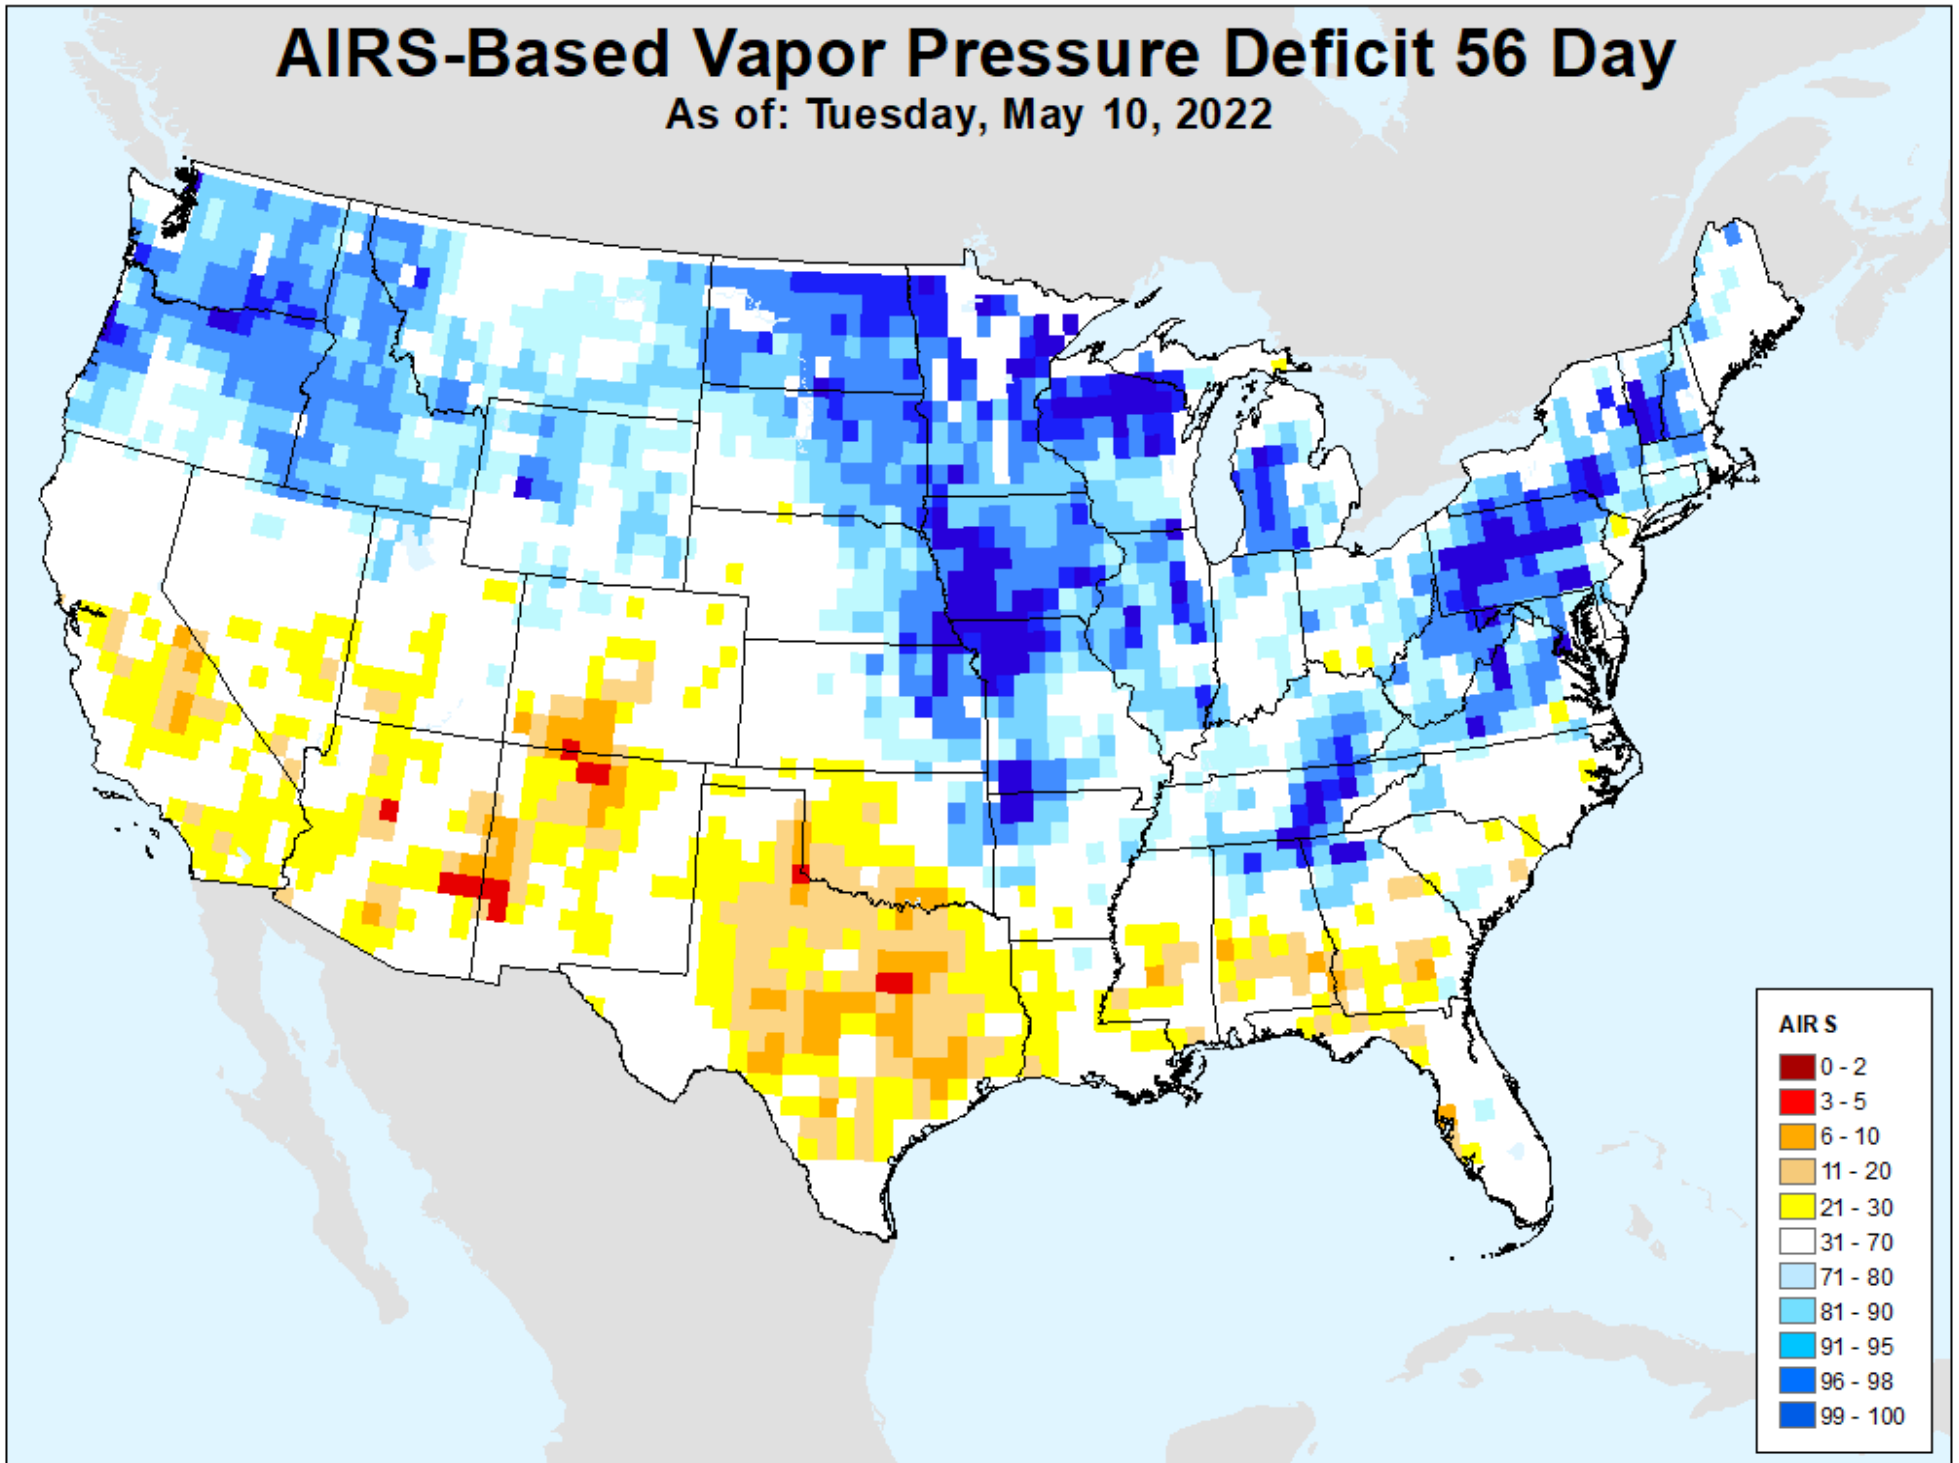 AIRS-Based Vapor Pressure Deficit 56 Day
As of: Tuesday, May 10, 2022
AIRS
0 - 2
3 - 5
6 - 10
11 - 20
21 - 30
31 - 70
71 - 80
81 - 90
91 - 95
96 - 98
99 - 100